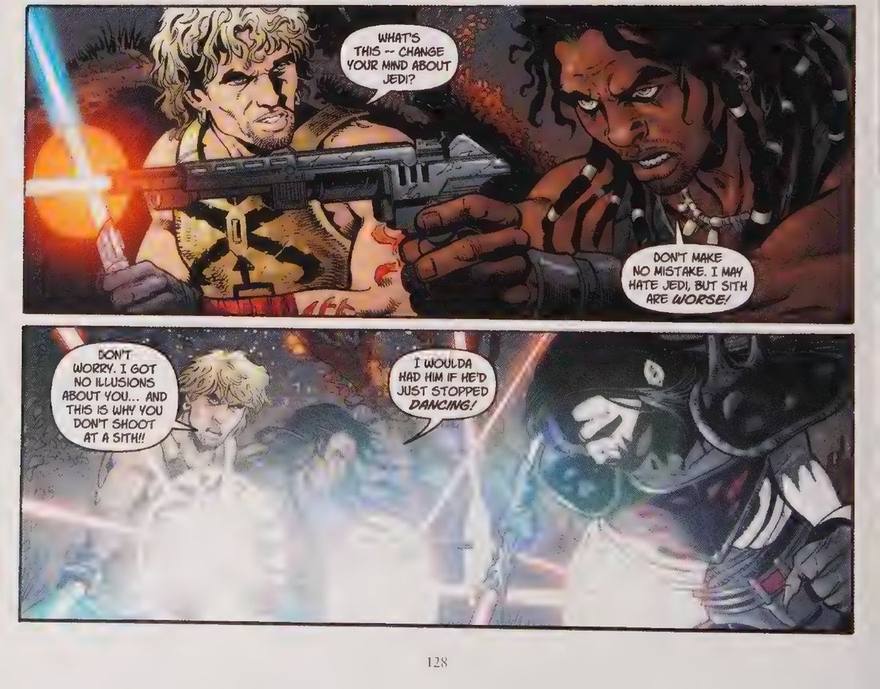 WHAT'S
THIS -- CHANGE
YOUR MIND ABOUT
JEDI?
DON'T MAKE
NO MISTAKE. I MAY
HATE JEDI, BUT SITH
ARE WORSE!
DON'T
WORRY. I GOT
NO ILLUSIONS
ABOUT YOU... AND
THIS IS WHY YOU
DON'T SHOOT
AT A SITH!!
I WOULDA
HAD HIM IF HE'D
JUST STOPPED
DANCING!
128